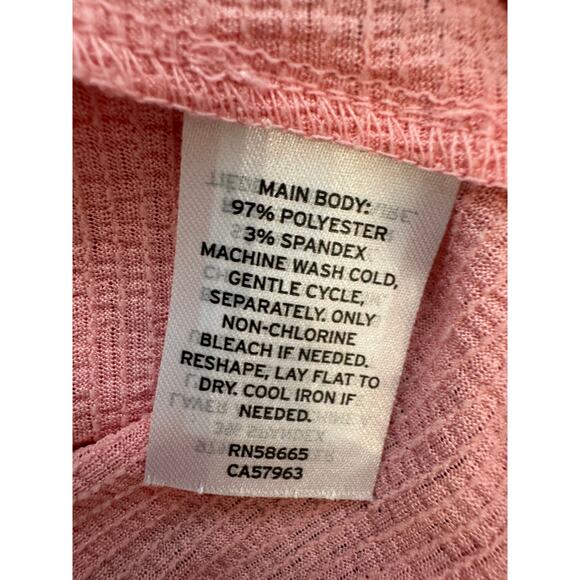 MAIN BODY:
97% POLYESTER
3% SPANDEX
MACHINE WASH COLD,
GENTLE CYCLE,
SEPARATELY. ONLY
NON-CHLORINE
BLEACH IF NEEDED.
RESHAPE, LAY FLAT TO
DRY. COOL IRON IF
NEEDED.
RN58665
CA57963